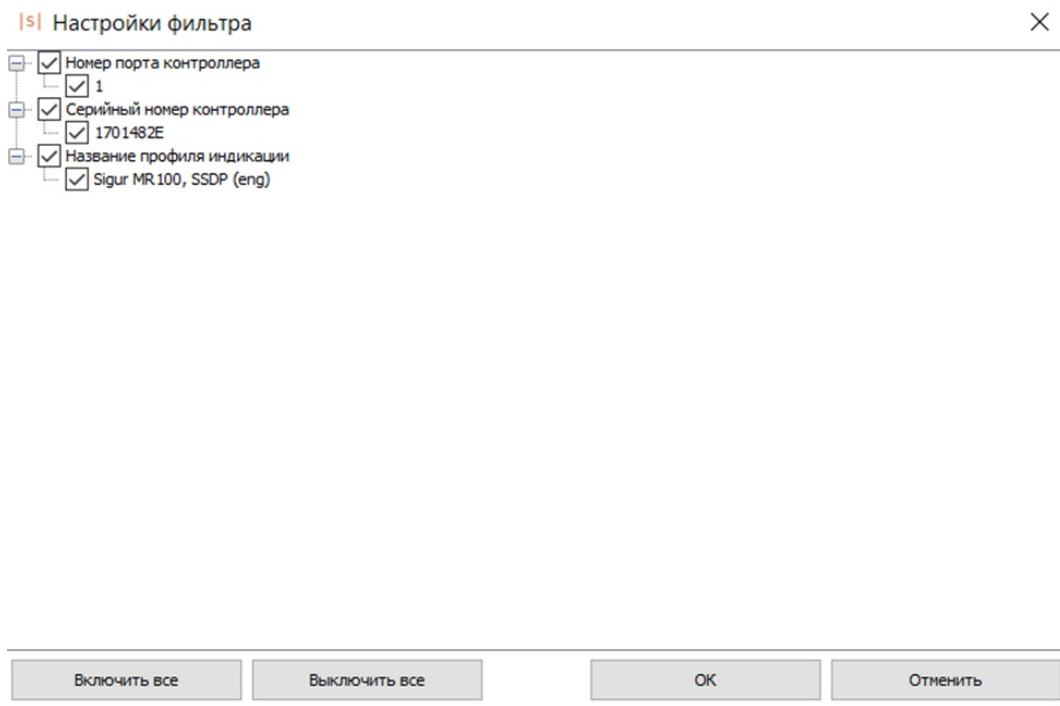 |s| Настройки фильтра
Номер порта контроллера
1
Серийный номер контроллера
1701482E
Название профиля индикации
Sigur MR100, SSDP (eng)
Включить все
Выключить все
OK
Отменить